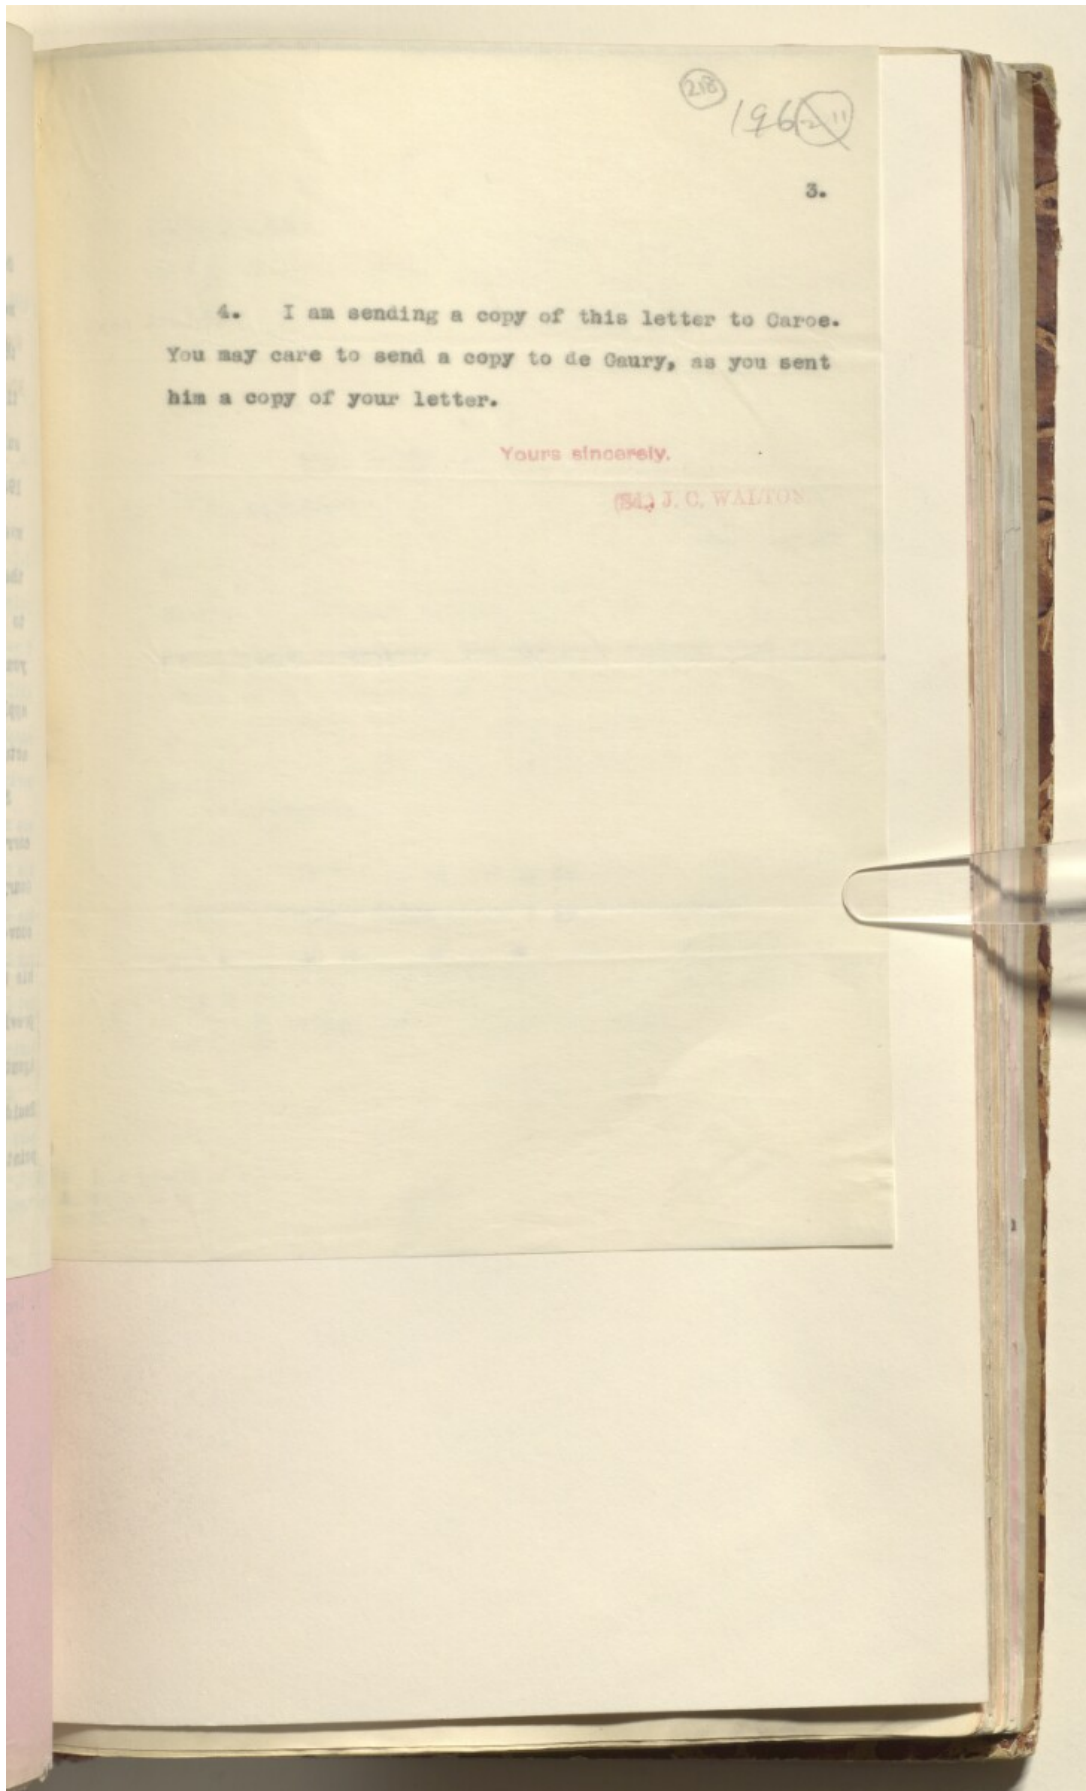 218
196
3.
4. I am sending a copy of this letter to Caroe.
You may care to send a copy to de Gaury, as you sent
him a copy of your letter.
Yours sincerely,
(Sd.) J. C. WALTON